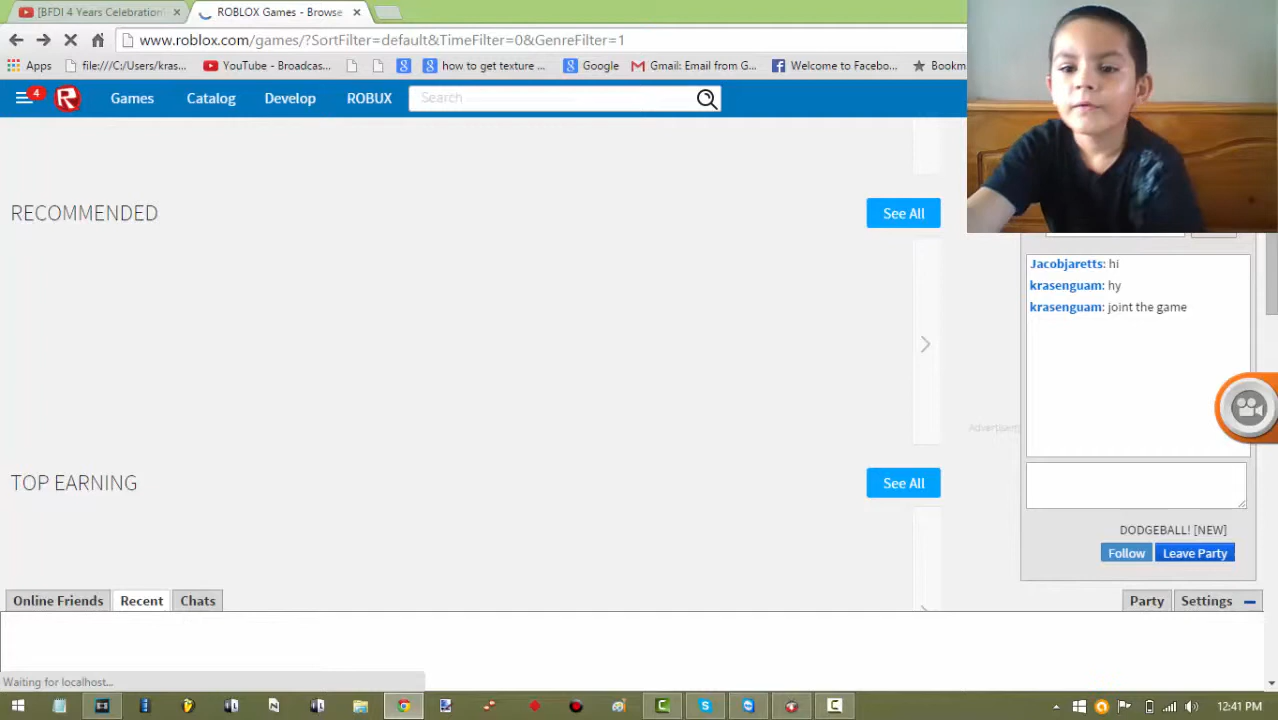 [BFDI 4 Years Celebration]
ROBLOX Games - Browse
www.roblox.com/games/?SortFilter=default&TimeFilter=0&GenreFilter=1
Apps file:///C:/Users/kras... YouTube - Broadcas... how to get texture ... Google Gmail: Email from G... Welcome to Facebo... Bookm
4 R Games Catalog Develop ROBUX Search
RECOMMENDED See All
Jacobjaretts: hi
krasenguam: hy
krasenguam: joint the game
TOP EARNING See All
DODGEBALL! [NEW]
Follow Leave Party
Online Friends Recent Chats Party Settings
Waiting for localhost...
12:41 PM